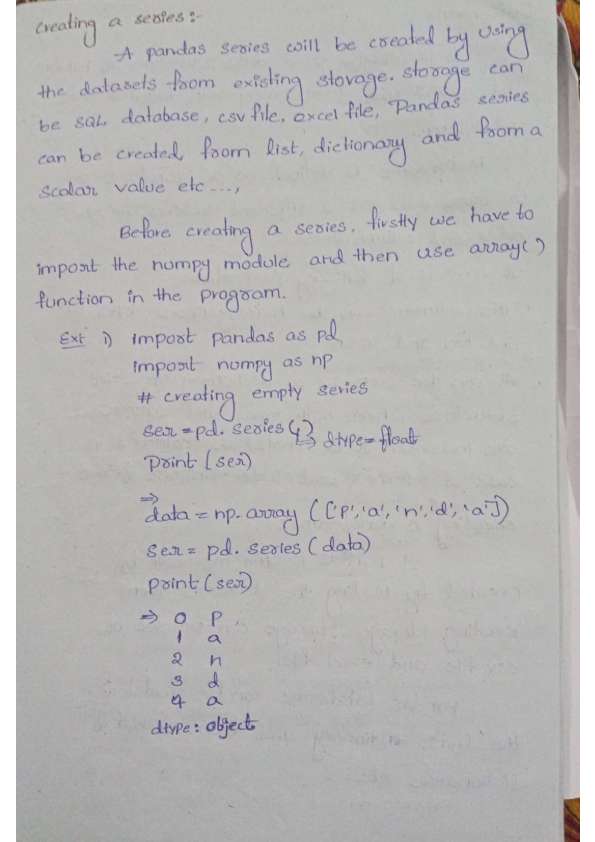 Creating a series:-
A pandas series will be created by using
the datasets from existing storage. storage can
be SQL database, csv file, excel file, Pandas series
can be created from list, dictionary and from a
scalar value etc...,
Before creating a series, firstly we have to
import the numpy module and then use array()
function in the program.
Ex: 1) import pandas as pd,
import numpy as np
# creating empty series
ser = pd. series () → dtype = float
print (ser)
⇒
data = np. array (['p', 'a', 'n', 'd', 'a'])
ser = pd. series (data)
print (ser)
⇒ 0 p
1 a
2 n
3 d
4 a
dtype: object